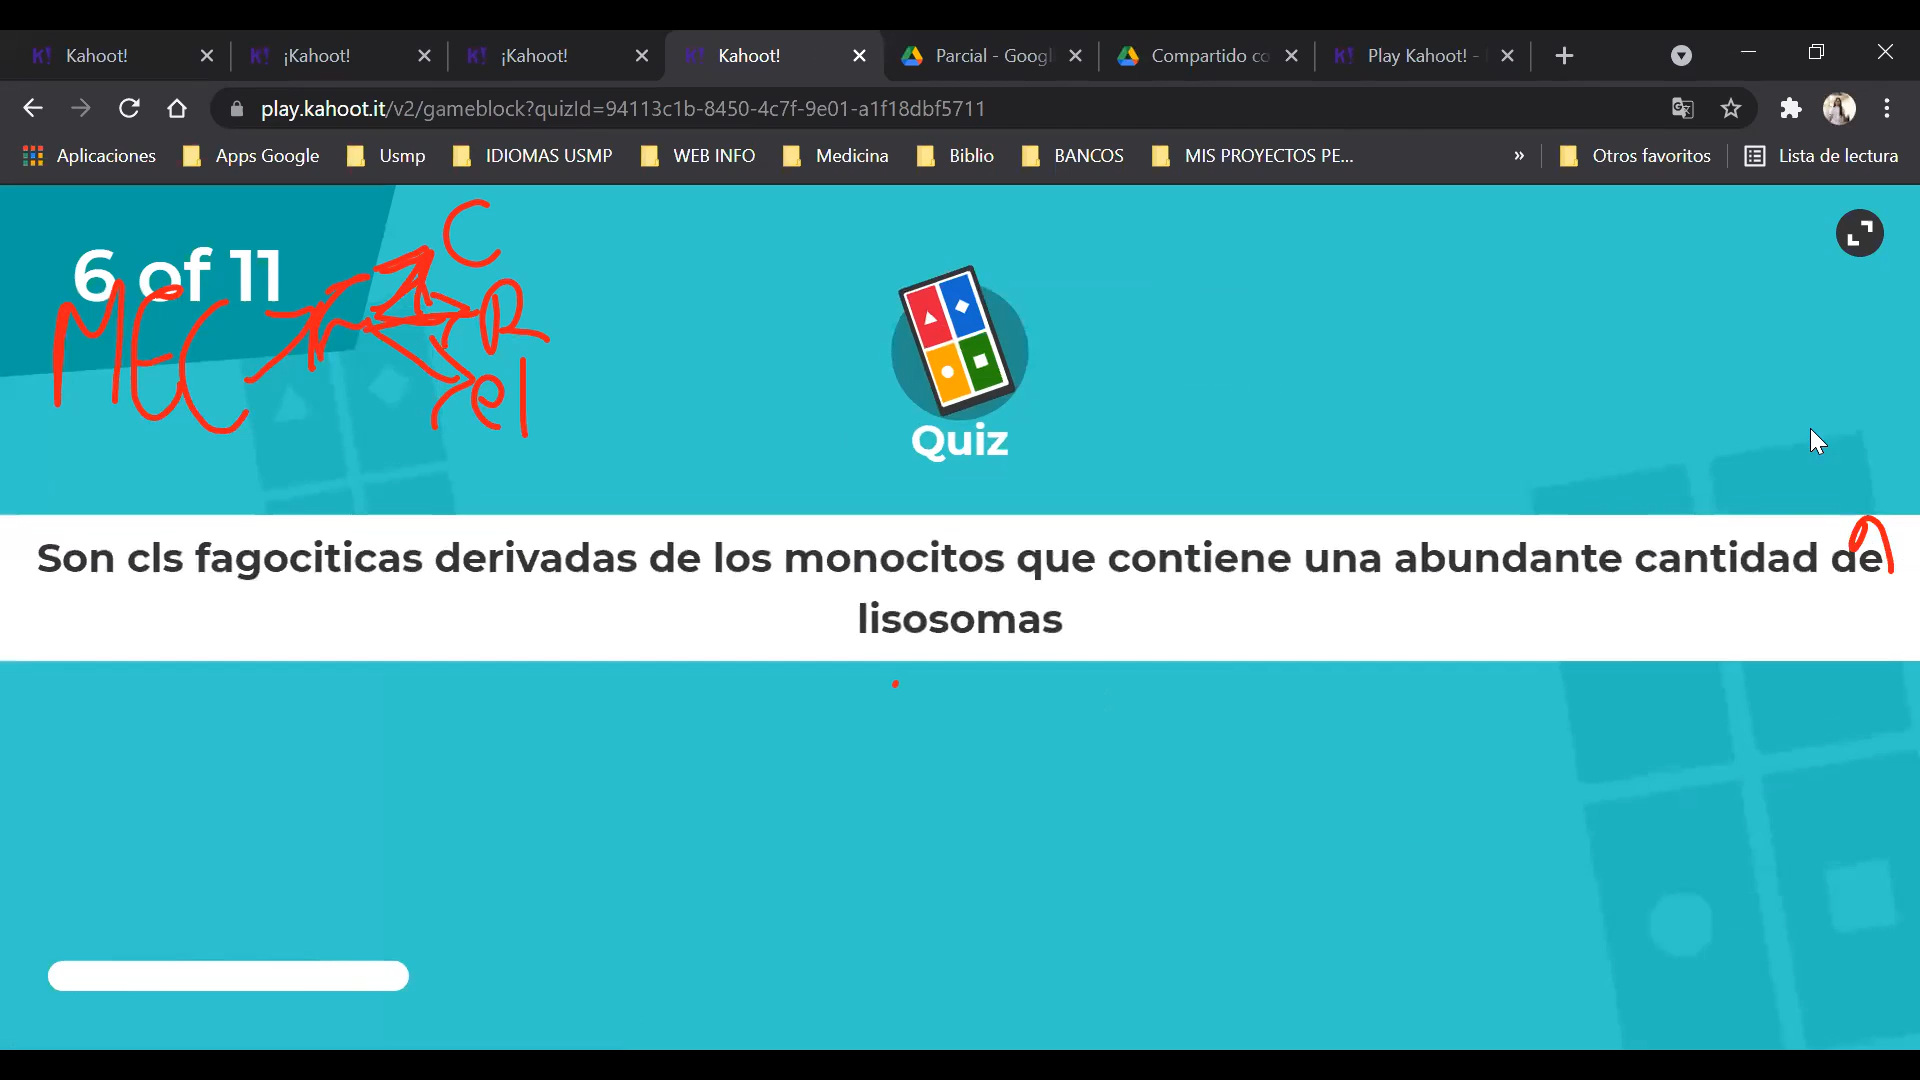 Kahoot!
¡Kahoot!
¡Kahoot!
Kahoot!
Parcial - Googl
Compartido co
Play Kahoot! -
play.kahoot.it/v2/gameblock?quizId=94113c1b-8450-4c7f-9e01-a1f18dbf5711
Aplicaciones
Apps Google
Usmp
IDIOMAS USMP
WEB INFO
Medicina
Biblio
BANCOS
MIS PROYECTOS PE...
»
Otros favoritos
Lista de lectura
6 of 11
MEC
C
R
el
Quiz
Son cls fagociticas derivadas de los monocitos que contiene una abundante cantidad de
lisosomas